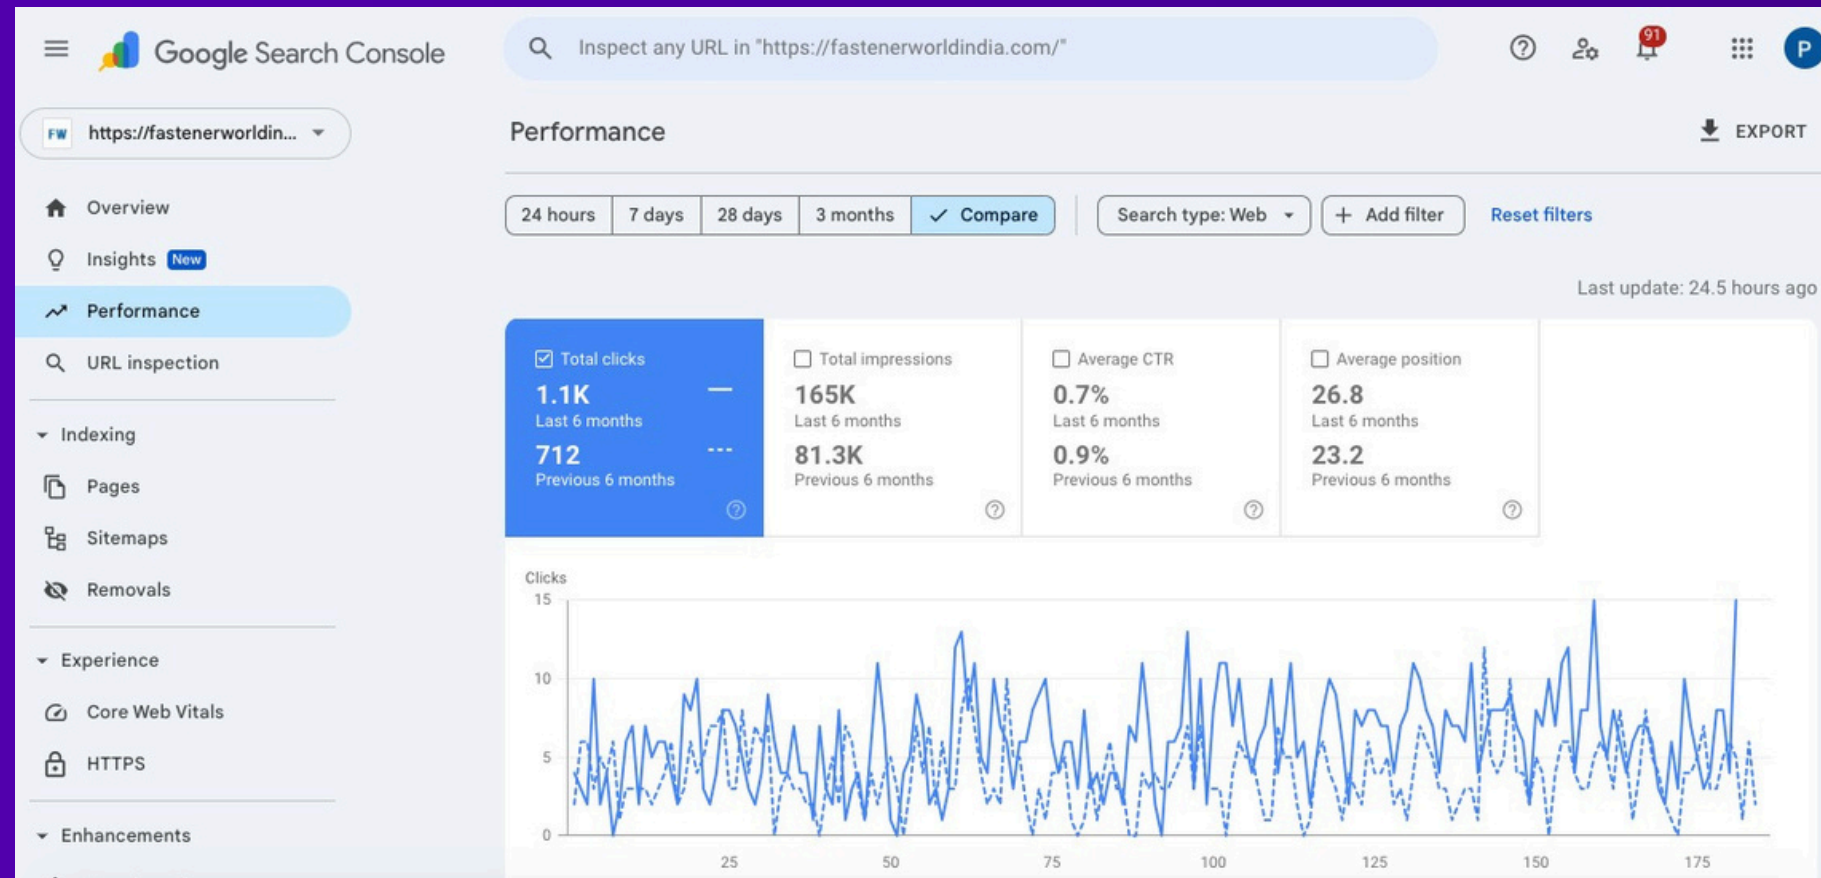 Google Search Console
Inspect any URL in "https://fastenerworldindia.com/"
91
P
FW
https://fastenerworldin...
Performance
EXPORT
Overview
Insights New
Performance
URL inspection
Indexing
Pages
Sitemaps
Removals
Experience
Core Web Vitals
HTTPS
Enhancements
24 hours
7 days
28 days
3 months
Compare
Search type: Web
+ Add filter
Reset filters
Last update: 24.5 hours ago
Total clicks
1.1K
Last 6 months
712
Previous 6 months
Total impressions
165K
Last 6 months
81.3K
Previous 6 months
Average CTR
0.7%
Last 6 months
0.9%
Previous 6 months
Average position
26.8
Last 6 months
23.2
Previous 6 months
Clicks
15
10
5
0
25
50
75
100
125
150
175